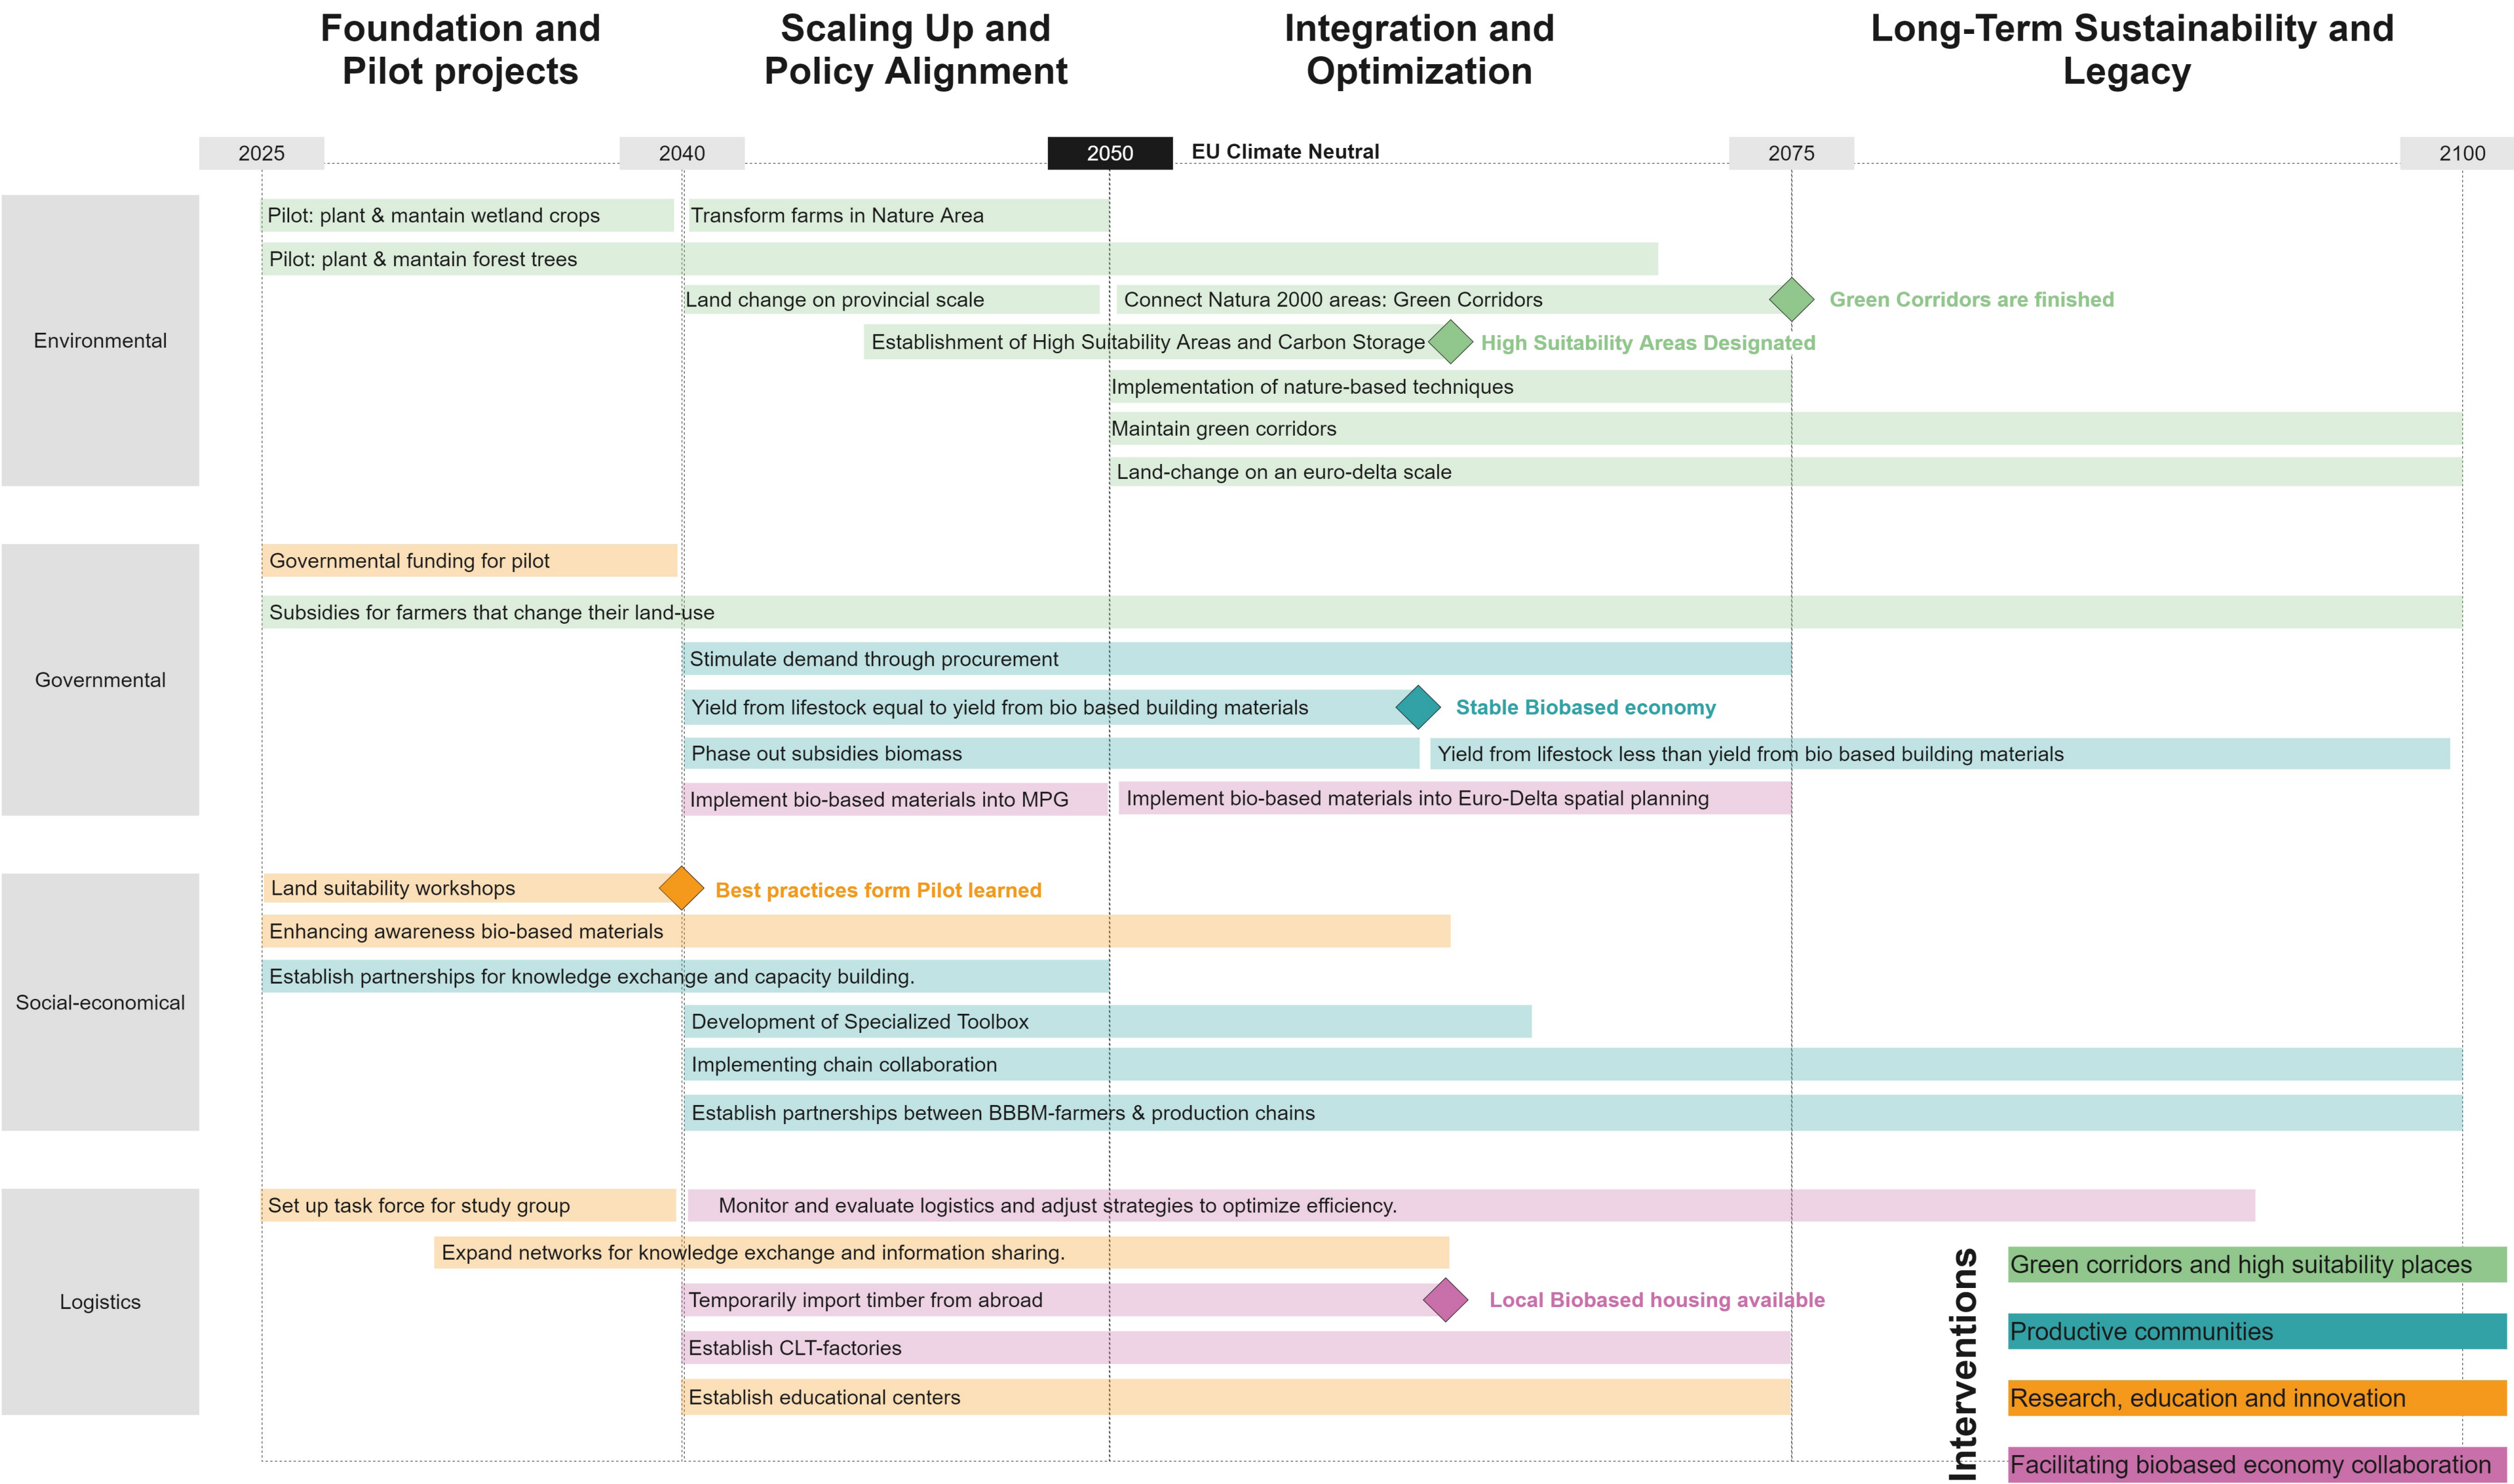 Foundation and
Pilot projects
Scaling Up and
Policy Alignment
Integration and
Optimization
Long-Term Sustainability and
Legacy
2025
2040
2050
EU Climate Neutral
2075
2100
Environmental
Pilot: plant & mantain wetland crops
Transform farms in Nature Area
Pilot: plant & mantain forest trees
Land change on provincial scale
Connect Natura 2000 areas: Green Corridors
Green Corridors are finished
Establishment of High Suitability Areas and Carbon Storage
High Suitability Areas Designated
Implementation of nature-based techniques
Maintain green corridors
Land-change on an euro-delta scale
Governmental
Governmental funding for pilot
Subsidies for farmers that change their land-use
Stimulate demand through procurement
Yield from lifestock equal to yield from bio based building materials
Stable Biobased economy
Phase out subsidies biomass
Yield from lifestock less than yield from bio based building materials
Implement bio-based materials into MPG
Implement bio-based materials into Euro-Delta spatial planning
Social-economical
Land suitability workshops
Best practices form Pilot learned
Enhancing awareness bio-based materials
Establish partnerships for knowledge exchange and capacity building.
Development of Specialized Toolbox
Implementing chain collaboration
Establish partnerships between BBBM-farmers & production chains
Logistics
Set up task force for study group
Monitor and evaluate logistics and adjust strategies to optimize efficiency.
Expand networks for knowledge exchange and information sharing.
Temporarily import timber from abroad
Local Biobased housing available
Establish CLT-factories
Establish educational centers
Interventions
Green corridors and high suitability places
Productive communities
Research, education and innovation
Facilitating biobased economy collaboration